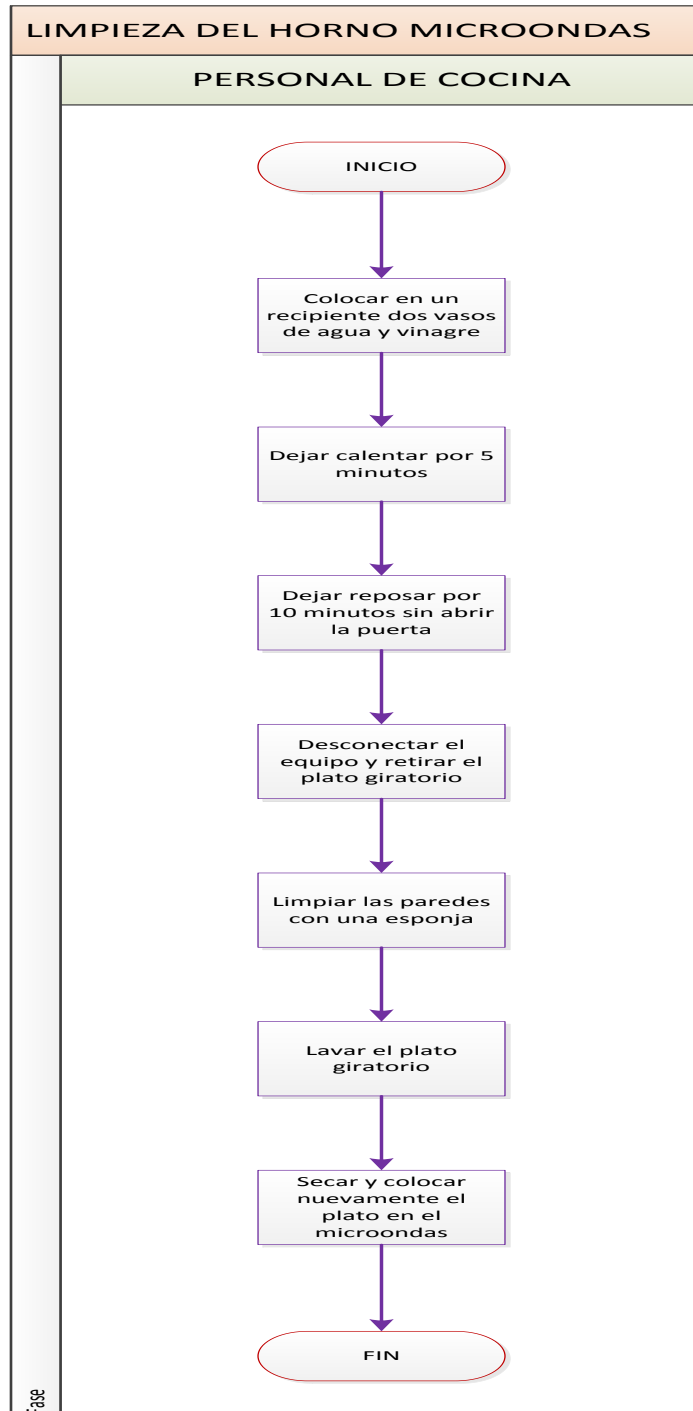 LIMPIEZA DEL HORNO MICROONDAS
PERSONAL DE COCINA
INICIO
Colocar en un
recipiente dos vasos
de agua y vinagre
Dejar calentar por 5
minutos
Dejar reposar por
10 minutos sin abrir
la puerta
Desconectar el
equipo y retirar el
plato giratorio
Limpiar las paredes
con una esponja
Lavar el plato
giratorio
Secar y colocar
nuevamente el
plato en el
microondas
FIN
Fase